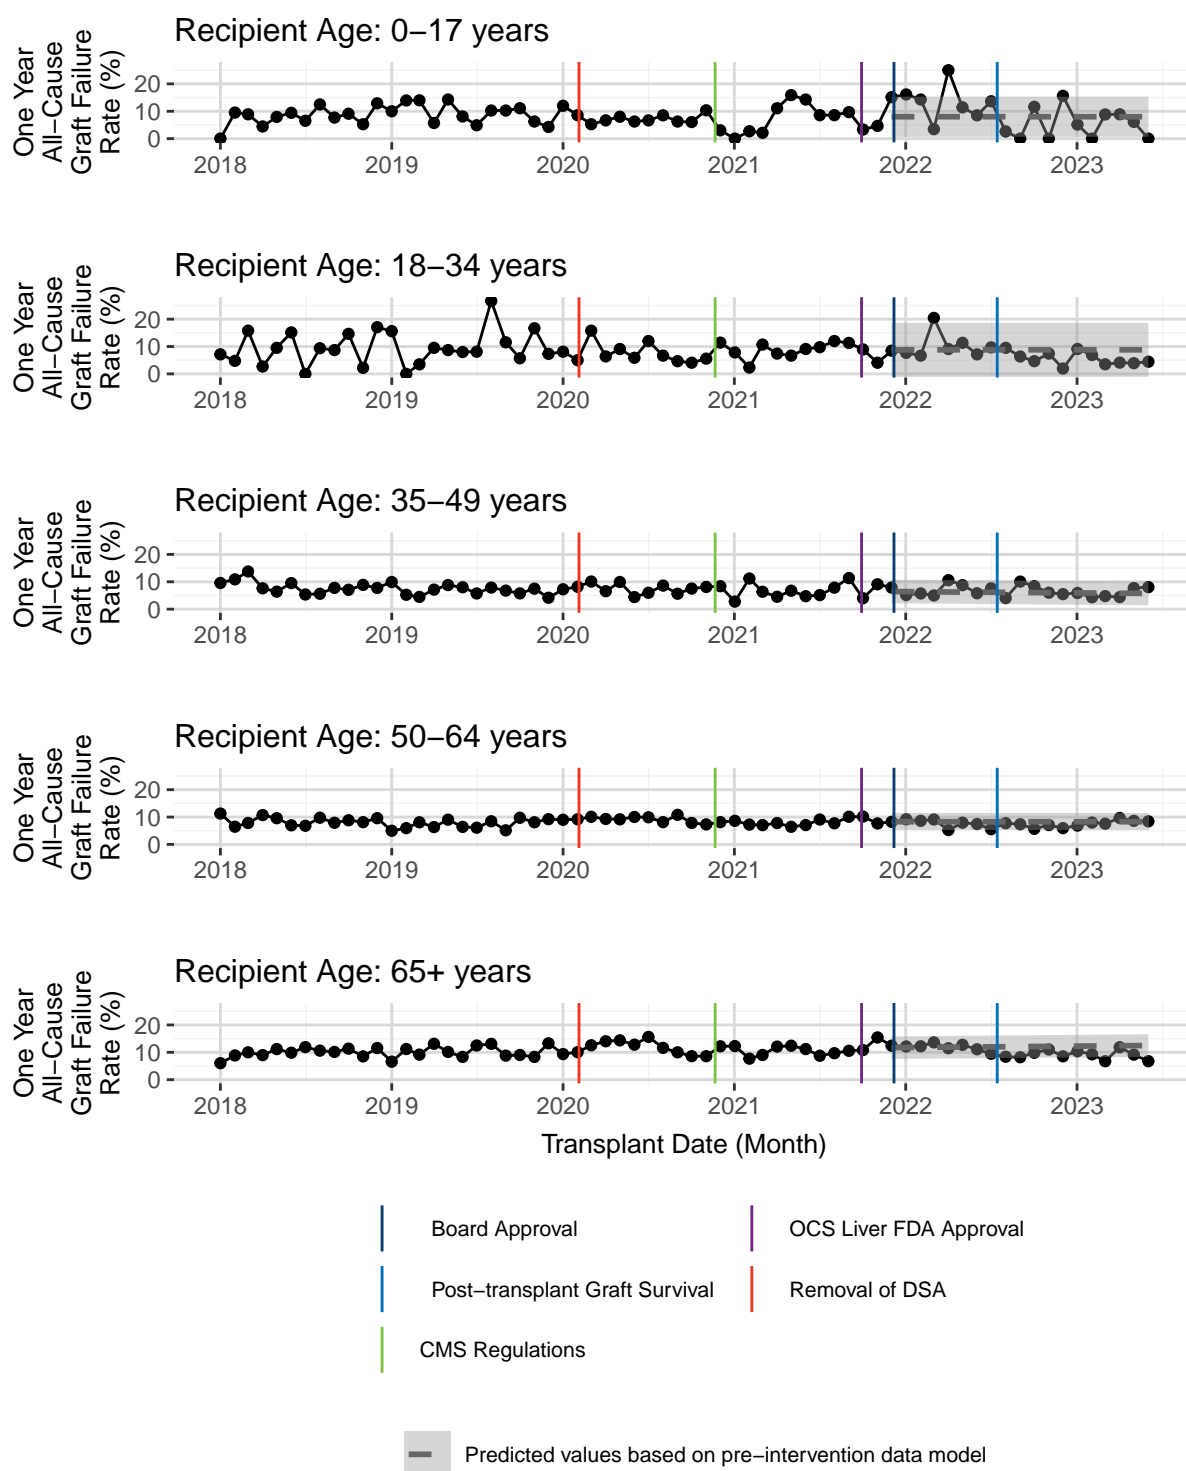 Recipient Age: 0–17 years
One Year
All–Cause
Graft Failure
Rate (%)
20
10
0
2018 2019 2020 2021 2022 2023
Recipient Age: 18–34 years
One Year
All–Cause
Graft Failure
Rate (%)
20
10
0
2018 2019 2020 2021 2022 2023
Recipient Age: 35–49 years
One Year
All–Cause
Graft Failure
Rate (%)
20
10
0
2018 2019 2020 2021 2022 2023
Recipient Age: 50–64 years
One Year
All–Cause
Graft Failure
Rate (%)
20
10
0
2018 2019 2020 2021 2022 2023
Recipient Age: 65+ years
One Year
All–Cause
Graft Failure
Rate (%)
20
10
0
2018 2019 2020 2021 2022 2023
Transplant Date (Month)
Board Approval OCS Liver FDA Approval
Post–transplant Graft Survival Removal of DSA
CMS Regulations
Predicted values based on pre–intervention data model